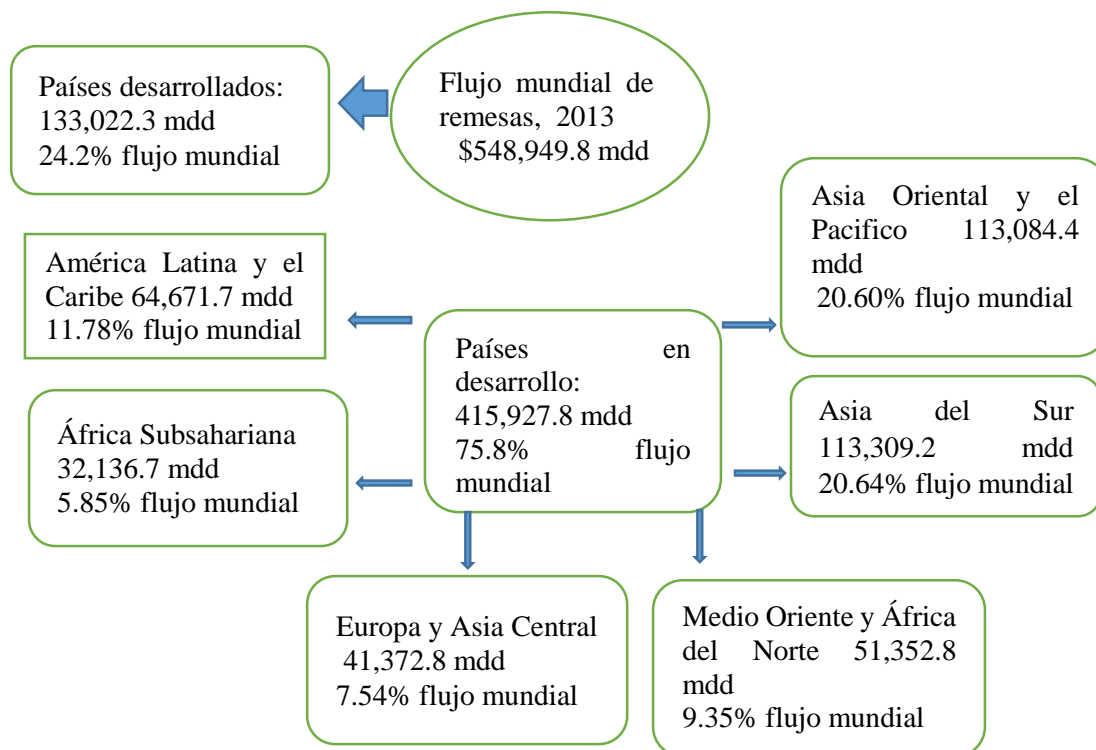 Países desarrollados:
133,022.3 mdd
24.2% flujo mundial
Flujo mundial de
remesas, 2013
$548,949.8 mdd
Asia Oriental y el
Pacifico 113,084.4
mdd
20.60% flujo mundial
América Latina y el
Caribe 64,671.7 mdd
11.78% flujo mundial
Países en
desarrollo:
415,927.8 mdd
75.8% flujo
mundial
Asia del Sur
113,309.2 mdd
20.64% flujo mundial
África Subsahariana
32,136.7 mdd
5.85% flujo mundial
Europa y Asia Central
41,372.8 mdd
7.54% flujo mundial
Medio Oriente y África
del Norte 51,352.8
mdd
9.35% flujo mundial